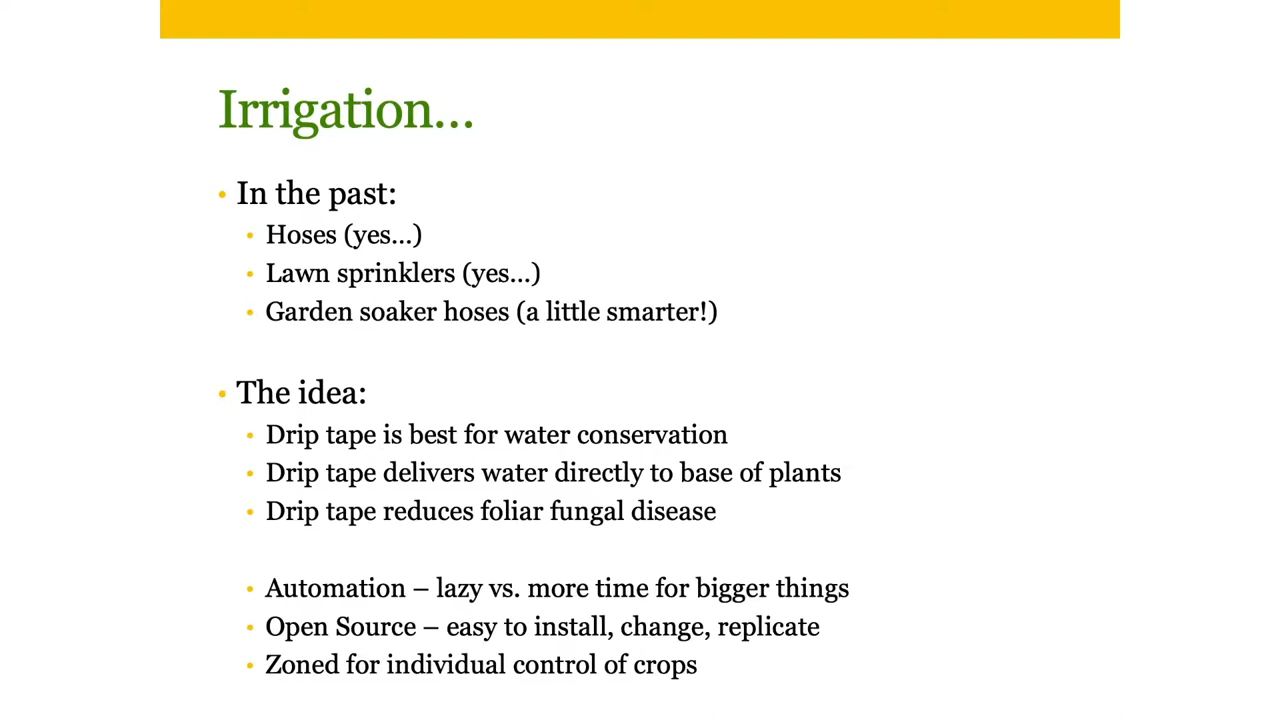 Irrigation...
• In the past:
• Hoses (yes...)
• Lawn sprinklers (yes...)
• Garden soaker hoses (a little smarter!)
• The idea:
• Drip tape is best for water conservation
• Drip tape delivers water directly to base of plants
• Drip tape reduces foliar fungal disease
• Automation – lazy vs. more time for bigger things
• Open Source – easy to install, change, replicate
• Zoned for individual control of crops